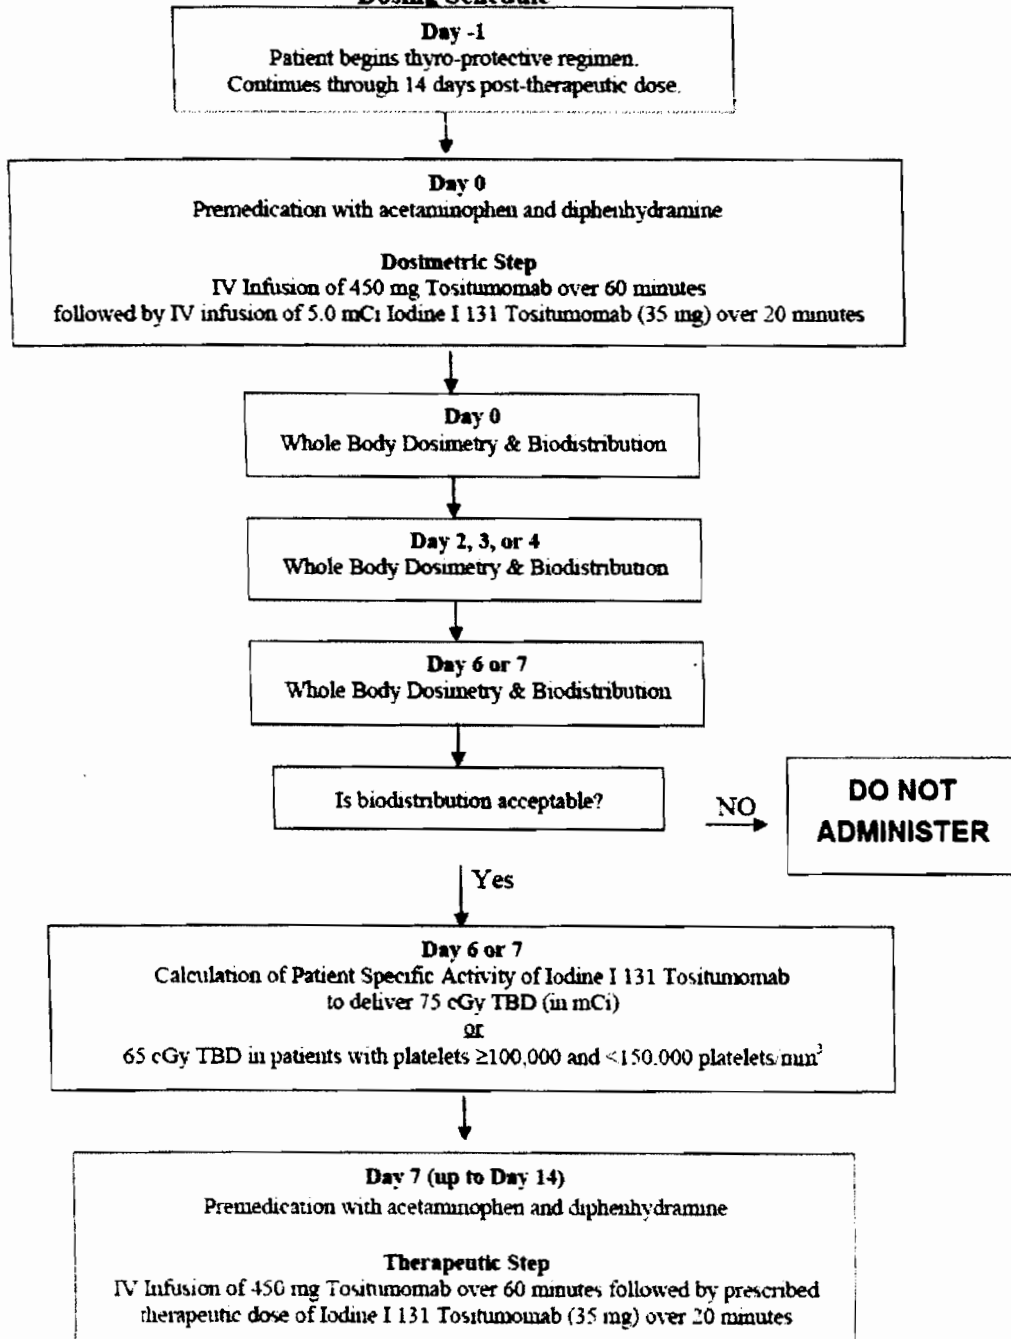 Dosing Schedule
Day -1
Patient begins thyro-protective regimen.
Continues through 14 days post-therapeutic dose.
Day 0
Premedication with acetaminophen and diphenhydramine
Dosimetric Step
IV Infusion of 450 mg Tositumomab over 60 minutes
followed by IV infusion of 5.0 mCi Iodine I 131 Tositumomab (35 mg) over 20 minutes
Day 0
Whole Body Dosimetry & Biodistribution
Day 2, 3, or 4
Whole Body Dosimetry & Biodistribution
Day 6 or 7
Whole Body Dosimetry & Biodistribution
Is biodistribution acceptable?
NO
DO NOT
ADMINISTER
Yes
Day 6 or 7
Calculation of Patient Specific Activity of Iodine I 131 Tositumomab
to deliver 75 cGy TBD (in mCi)
or
65 cGy TBD in patients with platelets ≥100,000 and <150.000 platelets/mm³
Day 7 (up to Day 14)
Premedication with acetaminophen and diphenhydramine
Therapeutic Step
IV Infusion of 450 mg Tositumomab over 60 minutes followed by prescribed
therapeutic dose of Iodine I 131 Tositumomab (35 mg) over 20 minutes